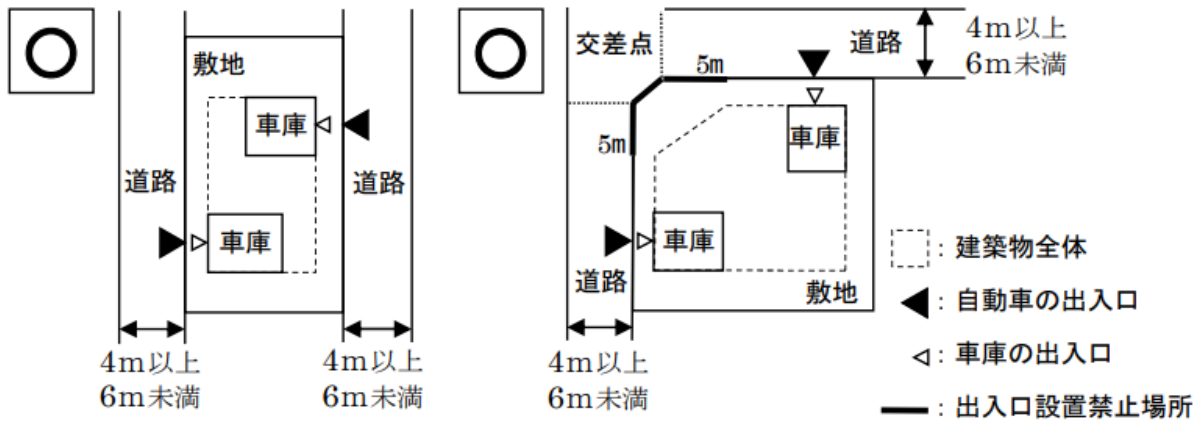 敷地
車庫
道路
道路
車庫
4m以上
6m未満
4m以上
6m未満
交差点
道路
4m以上
6m未満
5m
5m
車庫
車庫
道路
敷地
4m以上
6m未満
：建築物全体
：自動車の出入口
：車庫の出入口
：出入口設置禁止場所